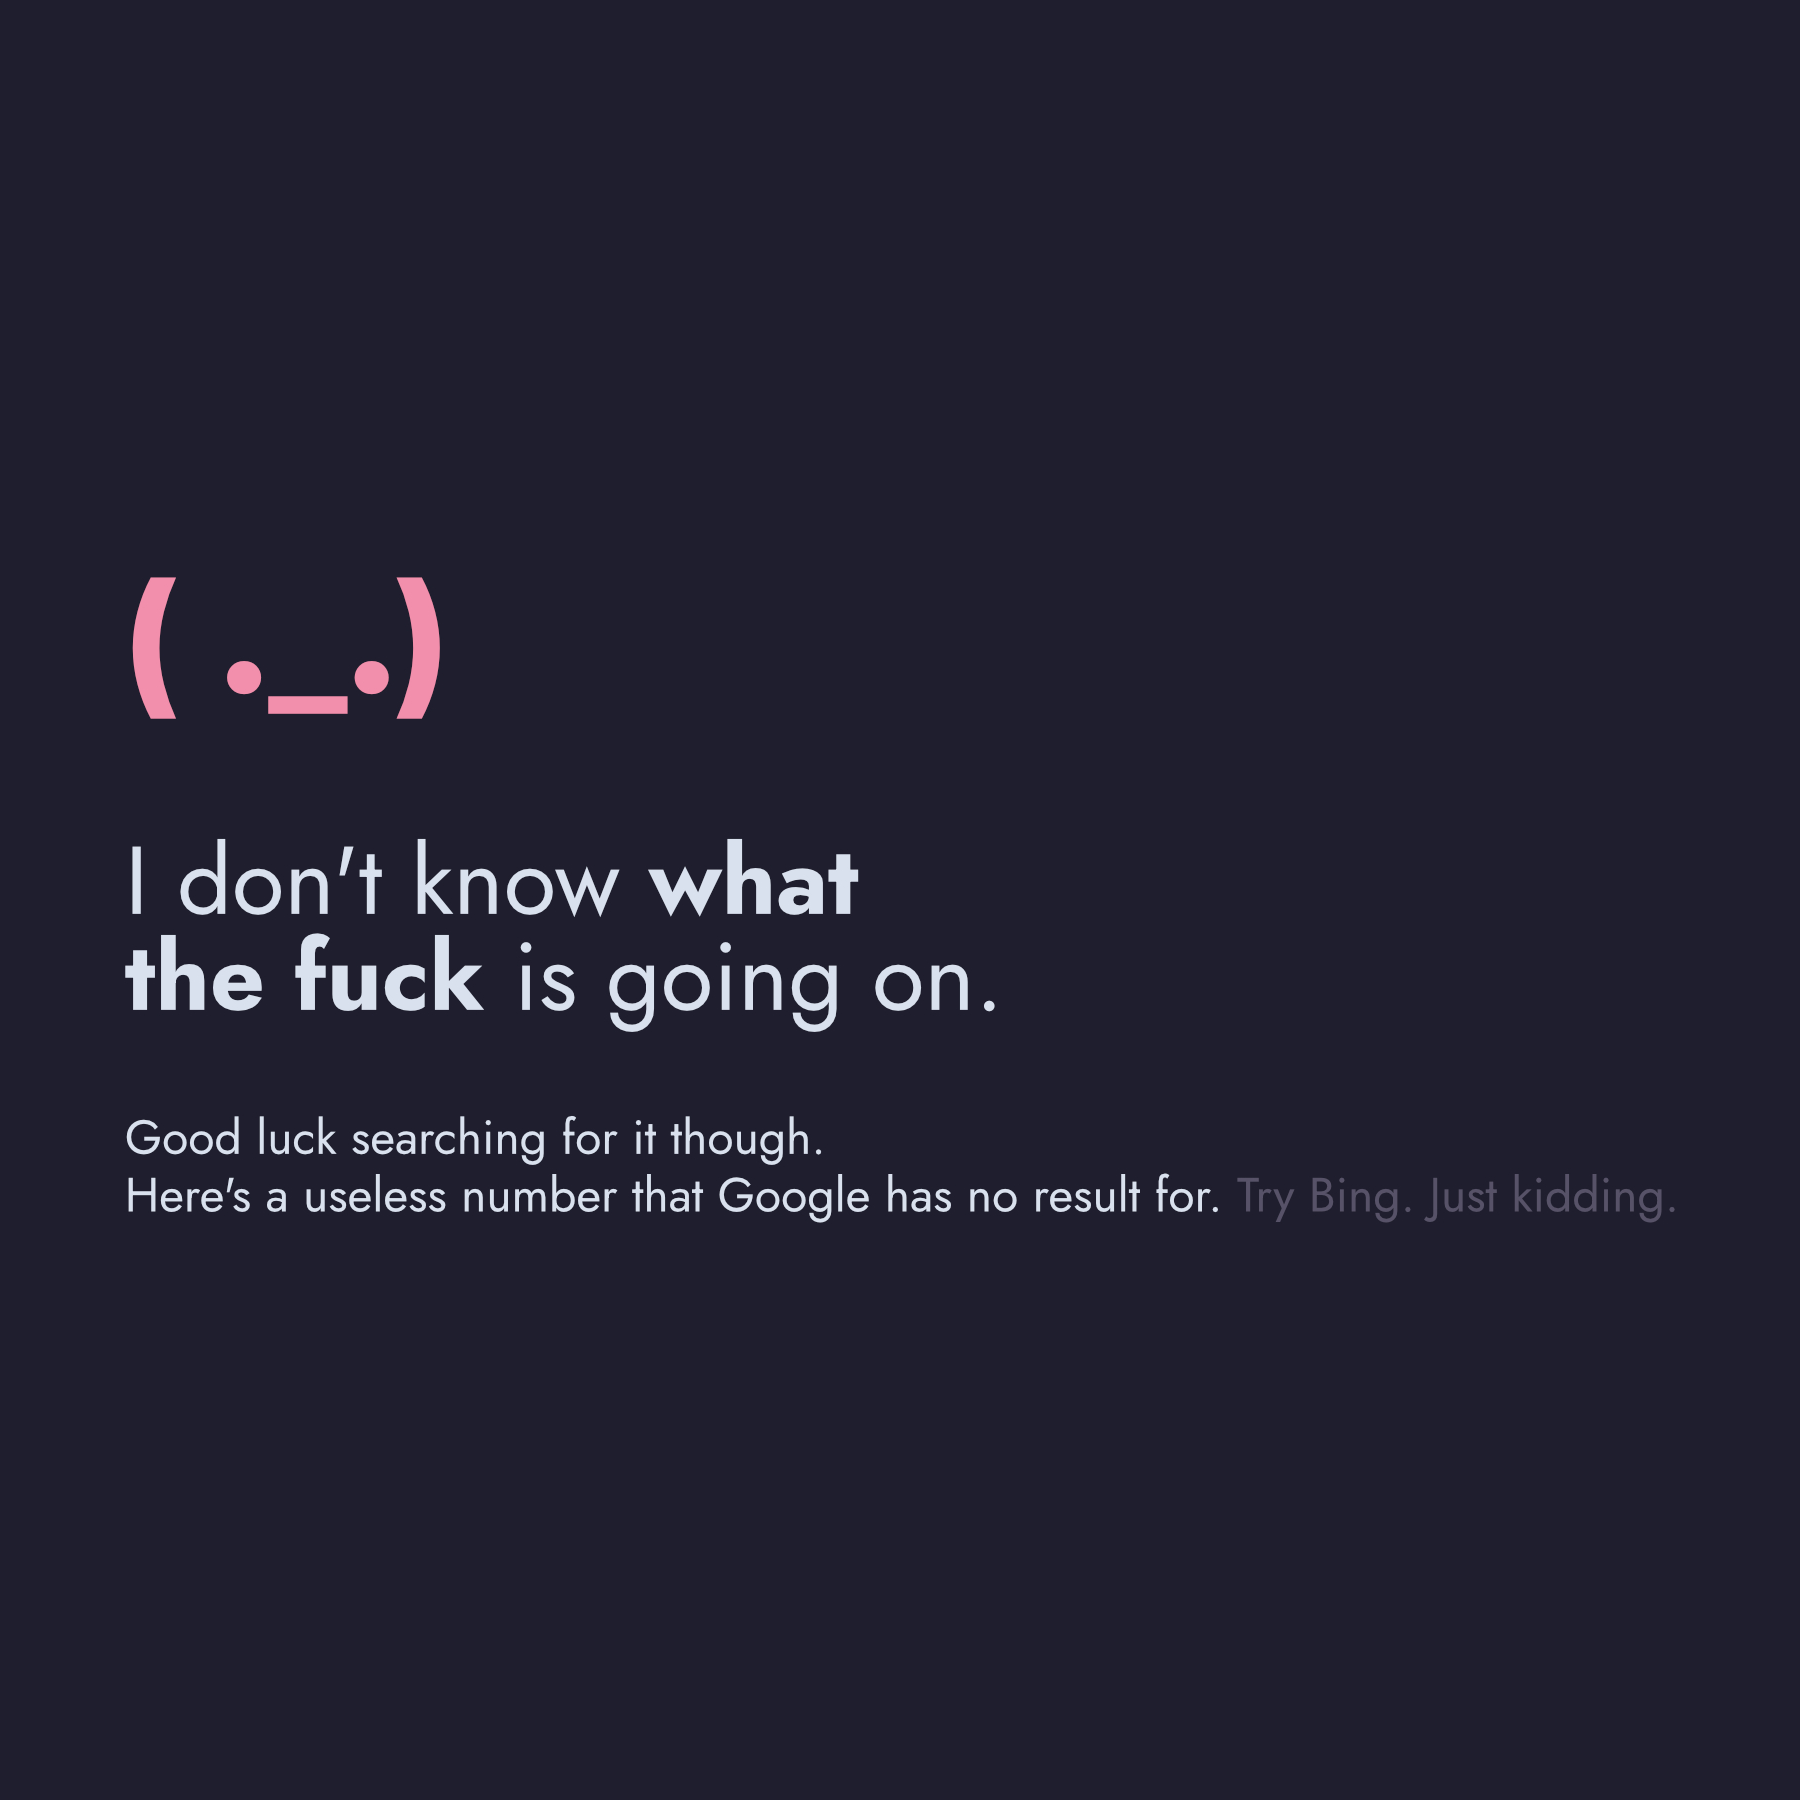 ( ._.)
I don't know what
the fuck is going on.
Good luck searching for it though.
Here's a useless number that Google has no result for. Try Bing. Just kidding.